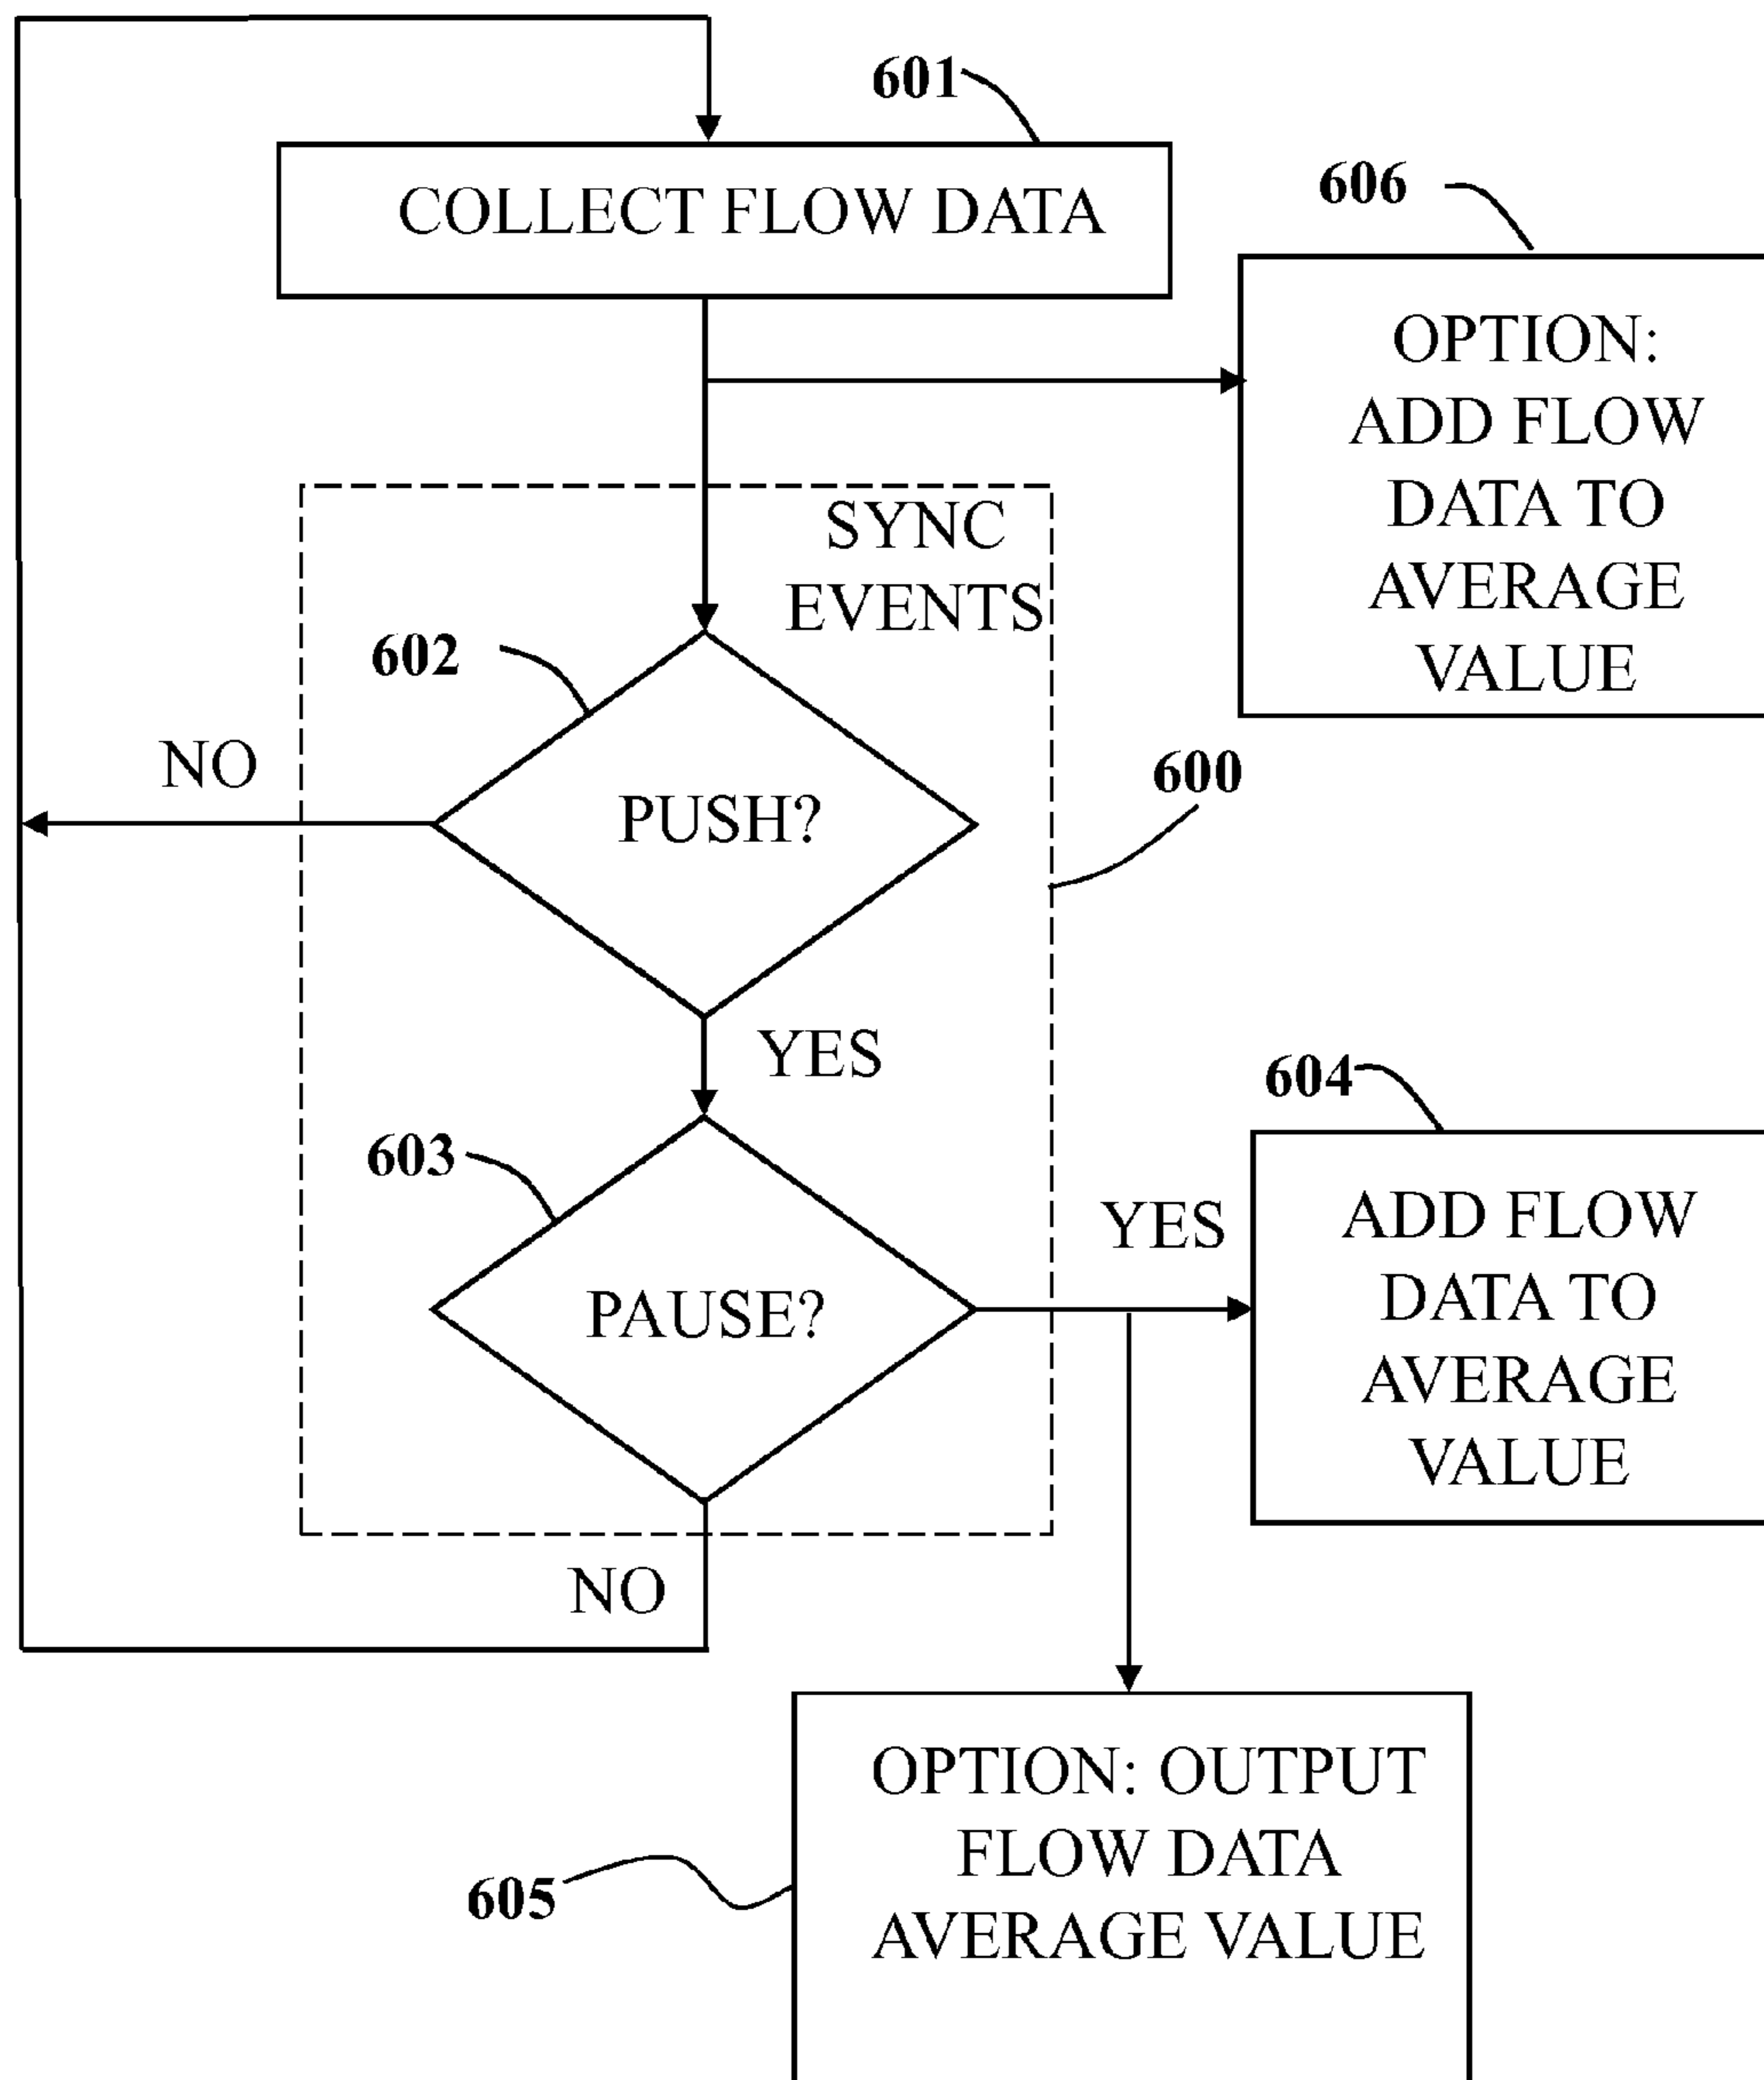 601
COLLECT FLOW DATA
606
OPTION:
ADD FLOW
DATA TO
AVERAGE
VALUE
SYNC
EVENTS
602
NO
PUSH?
600
YES
604
603
YES
PAUSE?
ADD FLOW
DATA TO
AVERAGE
VALUE
NO
OPTION: OUTPUT
FLOW DATA
AVERAGE VALUE
605